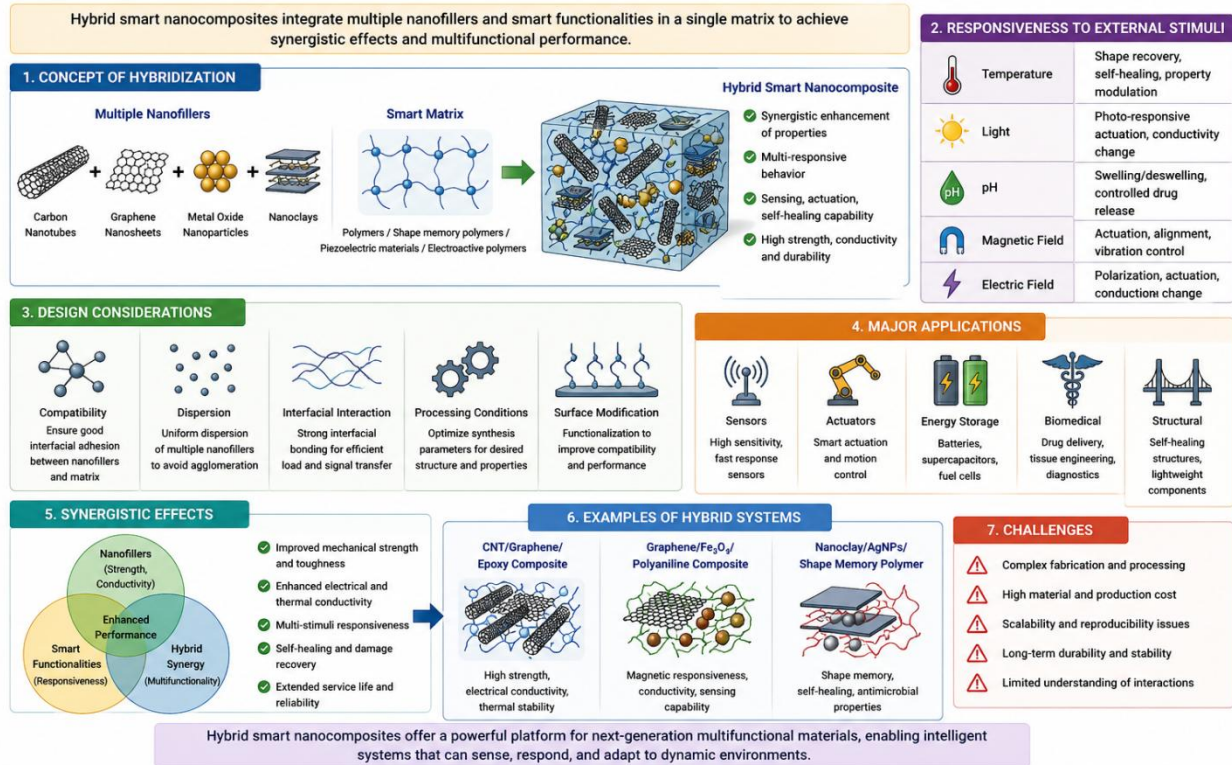 Hybrid smart nanocomposites integrate multiple nanofillers and smart functionalities in a single matrix to achieve
synergistic effects and multifunctional performance.
1. CONCEPT OF HYBRIDIZATION
Multiple Nanofillers
+
+
+
Carbon
Nanotubes
Graphene
Nanosheets
Metal Oxide
Nanoparticles
Nanoclays
Smart Matrix
Polymers / Shape memory polymers /
Piezoelectric materials / Electroactive polymers
Hybrid Smart Nanocomposite
Synergistic enhancement
of properties
Multi-responsive
behavior
Sensing, actuation,
self-healing capability
High strength, conductivity
and durability
2. RESPONSIVENESS TO EXTERNAL STIMULI
Temperature
Shape recovery,
self-healing, property
modulation
Light
Photo-responsive
actuation, conductivity
change
pH
pH
Swelling/deswelling,
controlled drug
release
Magnetic Field
Actuation, alignment,
vibration control
Electric Field
Polarization, actuation,
change
3. DESIGN CONSIDERATIONS
Compatibility
Ensure good
interfacial adhesion
between nanofillers
and matrix
Dispersion
Uniform dispersion
of multiple nanofillers
to avoid agglomeration
Interfacial Interaction
Strong interfacial
bonding for efficient
load and signal transfer
Processing Conditions
Optimize synthesis
parameters for desired
structure and properties
Surface Modification
Functionalization to
improve compatibility
and performance
4. MAJOR APPLICATIONS
Sensors
High sensitivity,
fast response
sensors
Actuators
Smart actuation
and motion
control
Energy Storage
Batteries,
supercapacitors,
fuel cells
Biomedical
Drug delivery,
tissue engineering,
diagnostics
Structural
Self-healing
structures,
lightweight
components
5. SYNERGISTIC EFFECTS
Nanofillers
(Strength,
Conductivity)
Enhanced
Performance
Smart
Functionalities
(Responsiveness)
Hybrid
Synergy
(Multifunctionality)
Improved mechanical strength
and toughness
Enhanced electrical and
thermal conductivity
Multi-stimuli responsiveness
Self-healing and damage
recovery
Extended service life and
reliability
6. EXAMPLES OF HYBRID SYSTEMS
CNT/Graphene/
Epoxy Composite
High strength,
electrical conductivity,
thermal stability
Graphene/Fe₃O₄/
Polyaniline Composite
Magnetic responsiveness,
conductivity, sensing
capability
Nanoclay/AgNPs/
Shape Memory Polymer
Shape memory,
self-healing, antimicrobial
properties
7. CHALLENGES
Complex fabrication and processing
High material and production cost
Scalability and reproducibility issues
Long-term durability and stability
Limited understanding of interactions
Hybrid smart nanocomposites offer a powerful platform for next-generation multifunctional materials, enabling intelligent
systems that can sense, respond, and adapt to dynamic environments.